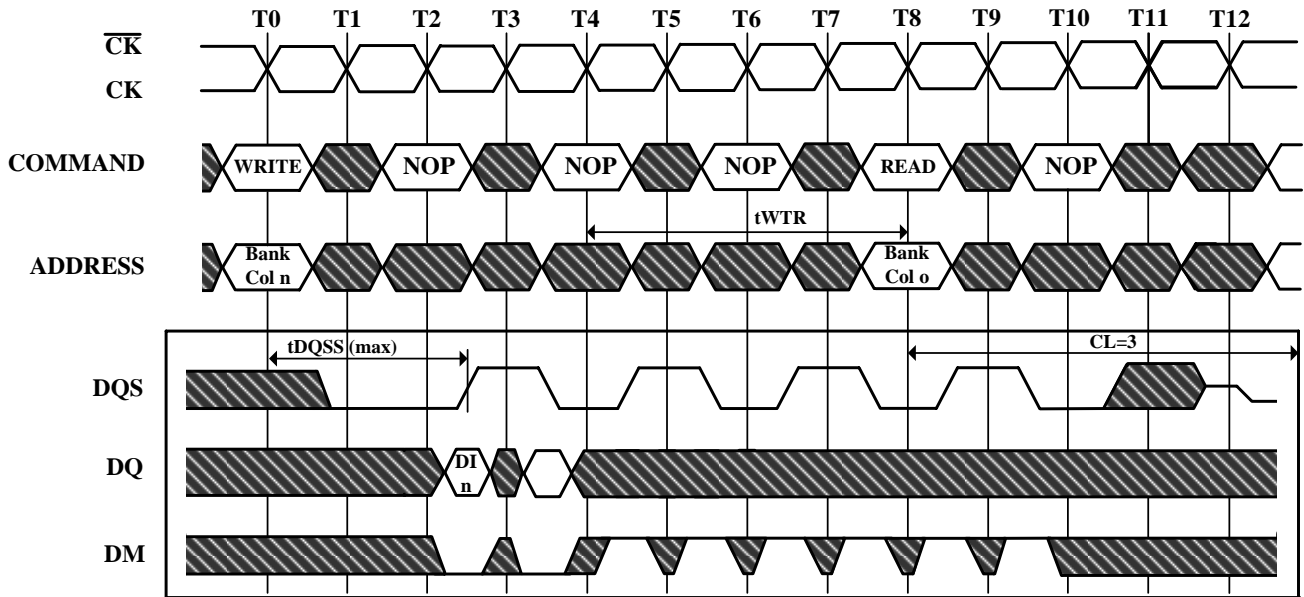 T0 T1 T2 T3 T4 T5 T6 T7 T8 T9 T10 T11 T12
CK
CK
COMMAND
WRITE NOP NOP NOP READ NOP
tWTR
ADDRESS
Bank Bank
Col n Col o
tDQSS (max) CL=3
DQS
DQ
DI
n
DM